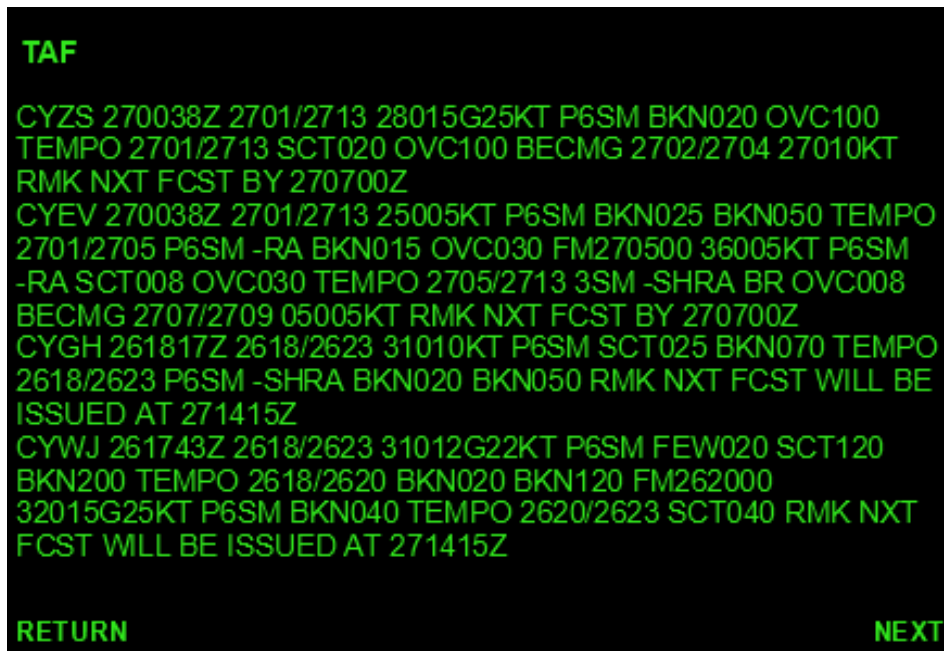 TAF
CYZS 270038Z 2701/2713 28015G25KT P6SM BKN020 OVC100
TEMPO 2701/2713 SCT020 OVC100 BECMG 2702/2704 27010KT
RMK NXT FCST BY 270700Z
CYEV 270038Z 2701/2713 25005KT P6SM BKN025 BKN050 TEMPO
2701/2705 P6SM -RA BKN015 OVC030 FM270500 36005KT P6SM
-RA SCT008 OVC030 TEMPO 2705/2713 3SM -SHRA BR OVC008
BECMG 2707/2709 05005KT RMK NXT FCST BY 270700Z
CYGH 261817Z 2618/2623 31010KT P6SM SCT025 BKN070 TEMPO
2618/2623 P6SM -SHRA BKN020 BKN050 RMK NXT FCST WILL BE
ISSUED AT 271415Z
CYWJ 261743Z 2618/2623 31012G22KT P6SM FEW020 SCT120
BKN200 TEMPO 2618/2620 BKN020 BKN120 FM262000
32015G25KT P6SM BKN040 TEMPO 2620/2623 SCT040 RMK NXT
FCST WILL BE ISSUED AT 271415Z
RETURN NEXT